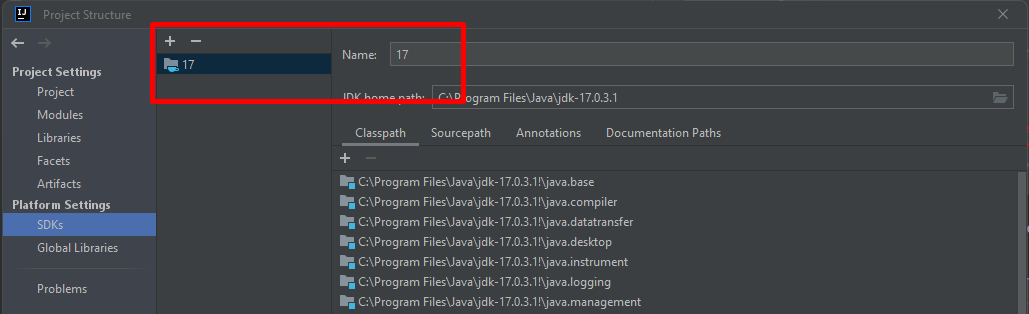 Project Structure
Project Settings
Project
Modules
Libraries
Facets
Artifacts
Platform Settings
SDKs
Global Libraries
Problems
17
Name: 17
JDK home path: C:\Program Files\Java\jdk-17.0.3.1
Classpath Sourcepath Annotations Documentation Paths
C:\Program Files\Java\jdk-17.0.3.1!\java.base
C:\Program Files\Java\jdk-17.0.3.1!\java.compiler
C:\Program Files\Java\jdk-17.0.3.1!\java.datatransfer
C:\Program Files\Java\jdk-17.0.3.1!\java.desktop
C:\Program Files\Java\jdk-17.0.3.1!\java.instrument
C:\Program Files\Java\jdk-17.0.3.1!\java.logging
C:\Program Files\Java\jdk-17.0.3.1!\java.management